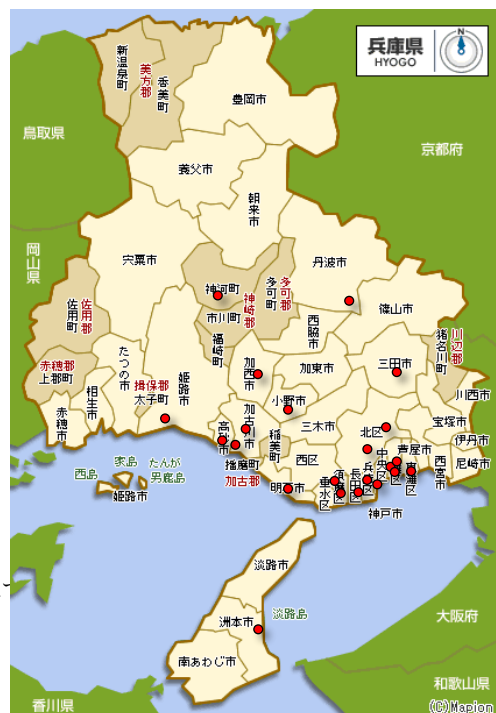 兵庫県
HYOGO
新温泉町
美方郡
香美町
豊岡市
鳥取県
京都府
養父市
朝来市
岡山県
宍粟市
丹波市
神河町
多可町
多可郡
佐用町
佐用郡
市川町
神崎郡
篠山市
福崎町
西脇市
猪名川町
川辺郡
赤穂郡
上郡町
たつの市
揖保郡
太子町
姫路市
加西市
加東市
三田市
相生市
赤穂市
小野市
川西市
宝塚市
加古川市
稲美町
三木市
北区
伊丹市
芦屋市
西宮市
尼崎市
中央区
兵庫区
西区
播磨町
加古郡
明石市
垂水区
長田区
神戸市
西島
家島
たんが
男鹿島
姫路市
淡路市
洲本市
淡路島
南あわじ市
大阪府
和歌山県
香川県
(C)Mapion